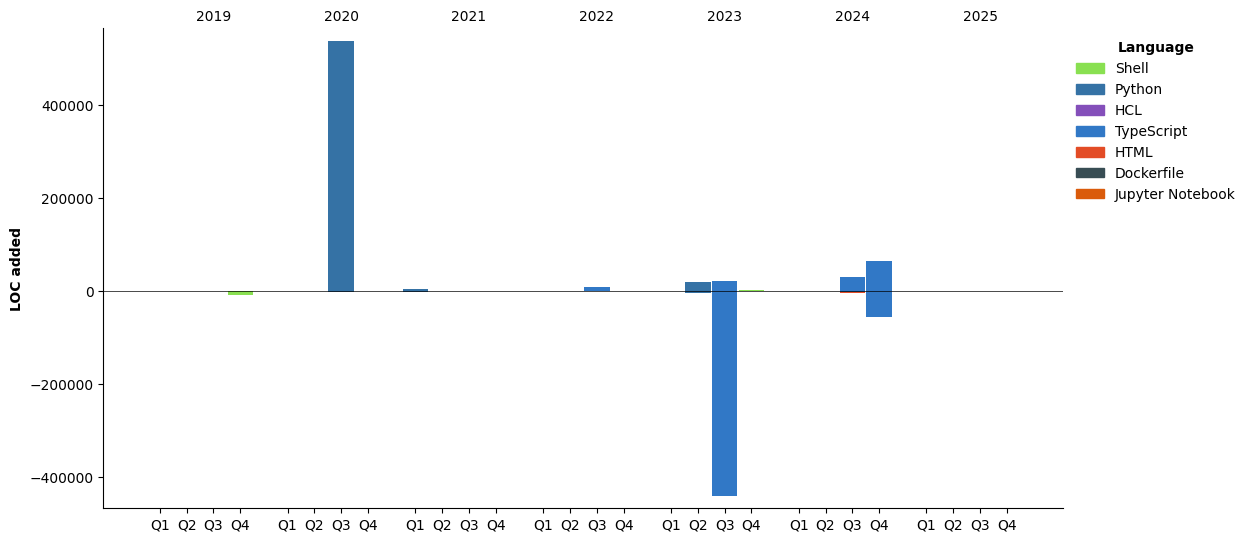 2019 2020 2021 2022 2023 2024 2025
Language
Shell
Python
HCL
TypeScript
HTML
Dockerfile
Jupyter Notebook
LOC added
400000
200000
0
−200000
−400000
Q1 Q2 Q3 Q4 Q1 Q2 Q3 Q4 Q1 Q2 Q3 Q4 Q1 Q2 Q3 Q4 Q1 Q2 Q3 Q4 Q1 Q2 Q3 Q4 Q1 Q2 Q3 Q4